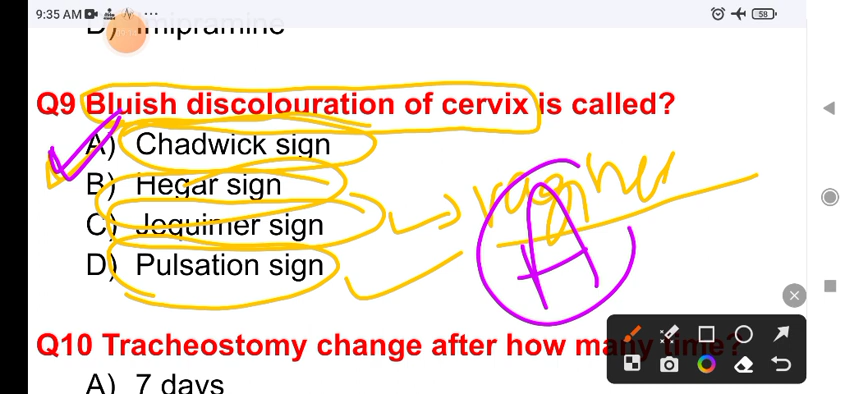 9:35 AM
58
D) Imipramine
Q9 Bluish discolouration of cervix is called?
A) Chadwick sign
B) Hegar sign
C) Jequimer sign
D) Pulsation sign
A
Q10 Tracheostomy change after how many time?
A) 7 days